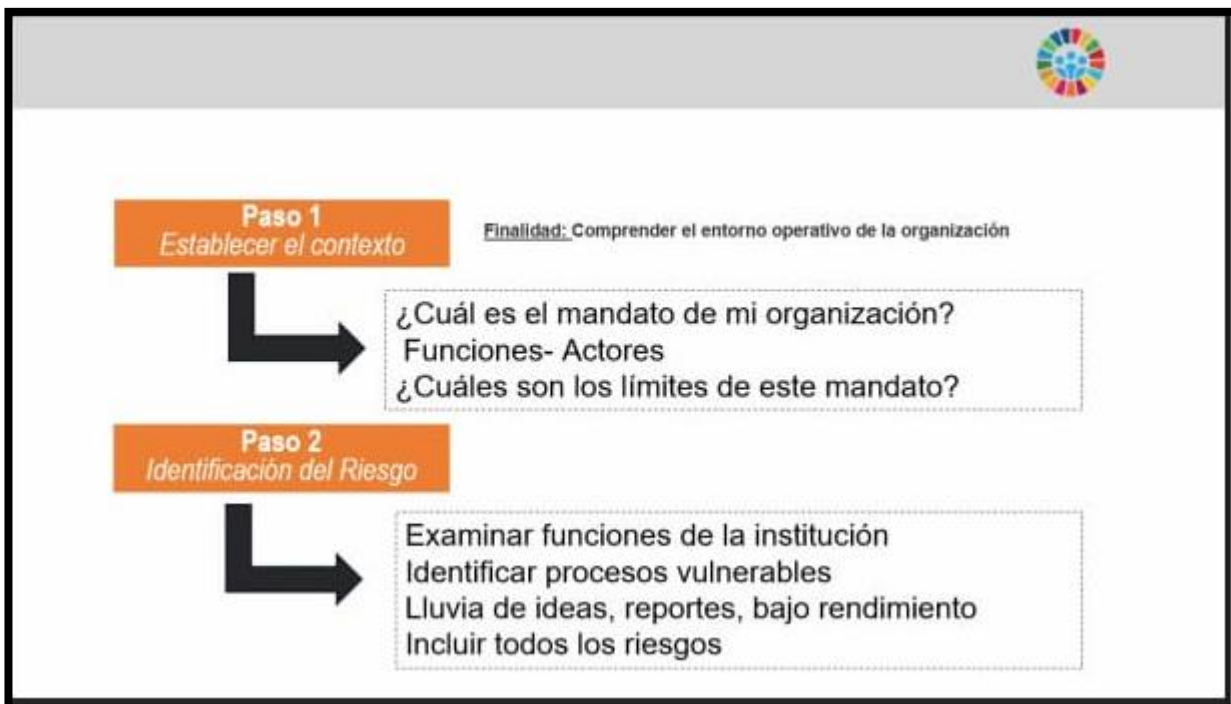 Paso 1
Establecer el contexto
Finalidad: Comprender el entorno operativo de la organización
¿Cuál es el mandato de mi organización?
Funciones- Actores
¿Cuáles son los límites de este mandato?
Paso 2
Identificación del Riesgo
Examinar funciones de la institución
Identificar procesos vulnerables
Lluvia de ideas, reportes, bajo rendimiento
Incluir todos los riesgos